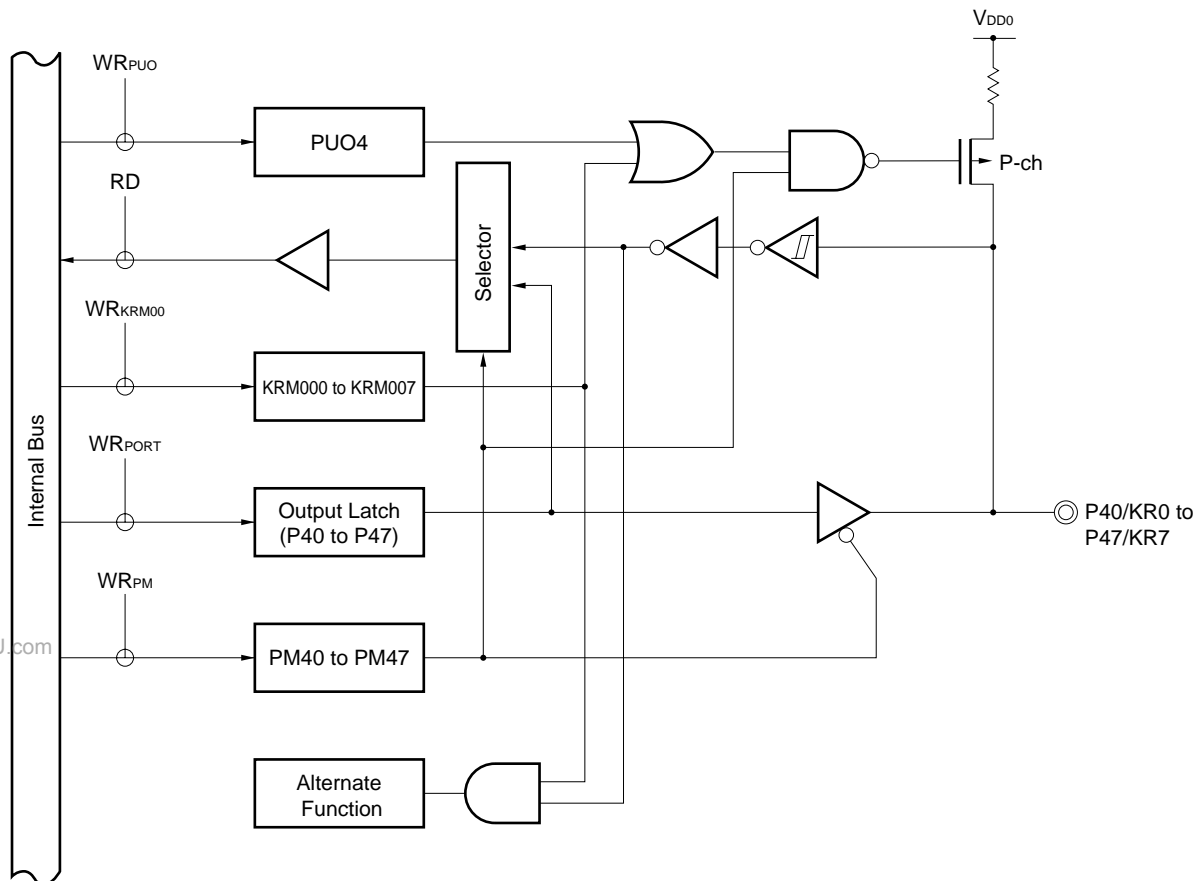 VDD0
WRPUO
PUO4
P-ch
RD
Selector
WRKRM00
KRM000 to KRM007
WRPORT
Internal Bus
Output Latch
(P40 to P47)
P40/KR0 to
P47/KR7
WRPM
PM40 to PM47
U.com
Alternate
Function